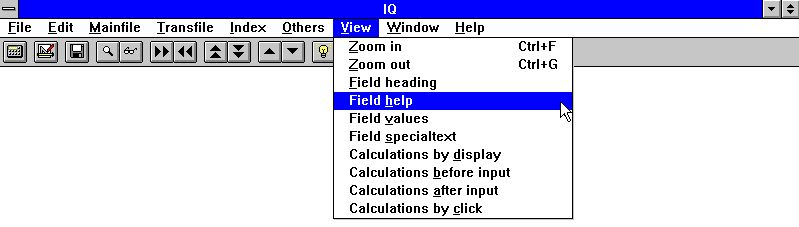 IQ
File Edit Mainfile Transfile Index Others View Window Help
Zoom in Ctrl+F
Zoom out Ctrl+G
Field heading
Field help
Field values
Field specialtext
Calculations by display
Calculations before input
Calculations after input
Calculations by click